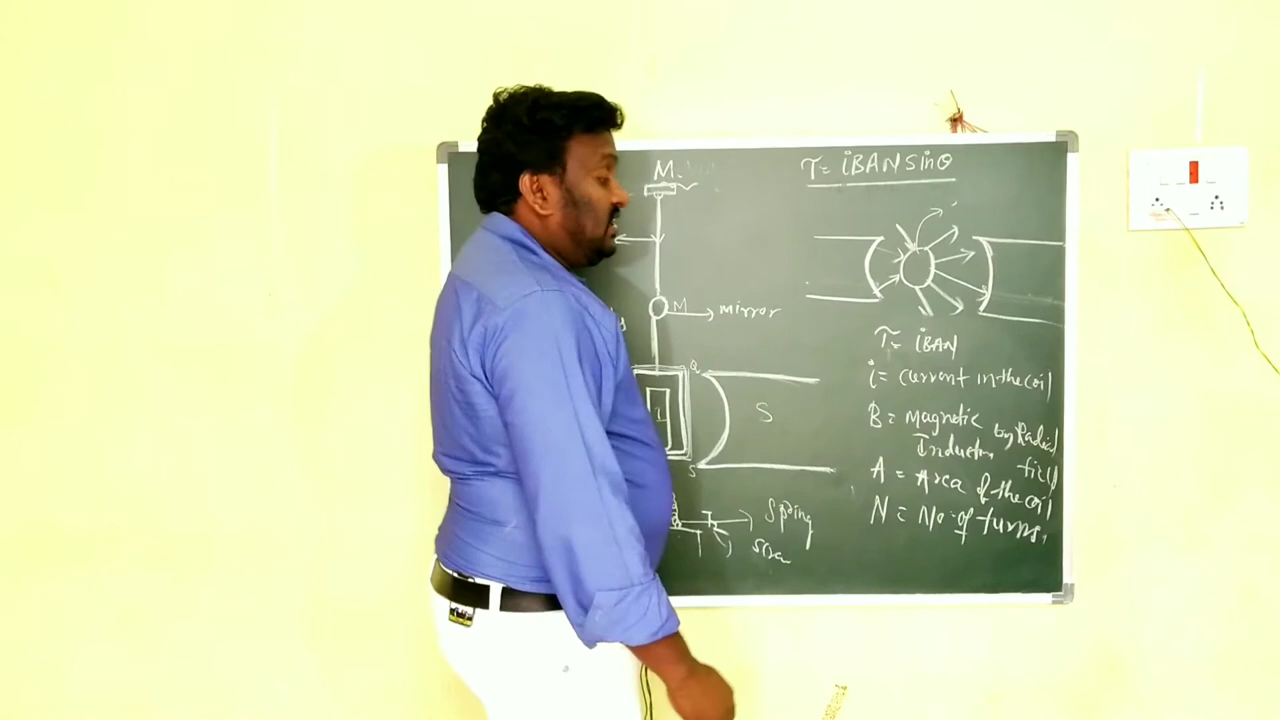 M
τ = iBAN sinθ
i
M → mirror
Q
τ = iBAN
i = current in the coil
S
B = Magnetic
Induction by Radial
field
A = Area of the coil
S
N = No of turns.
Spring